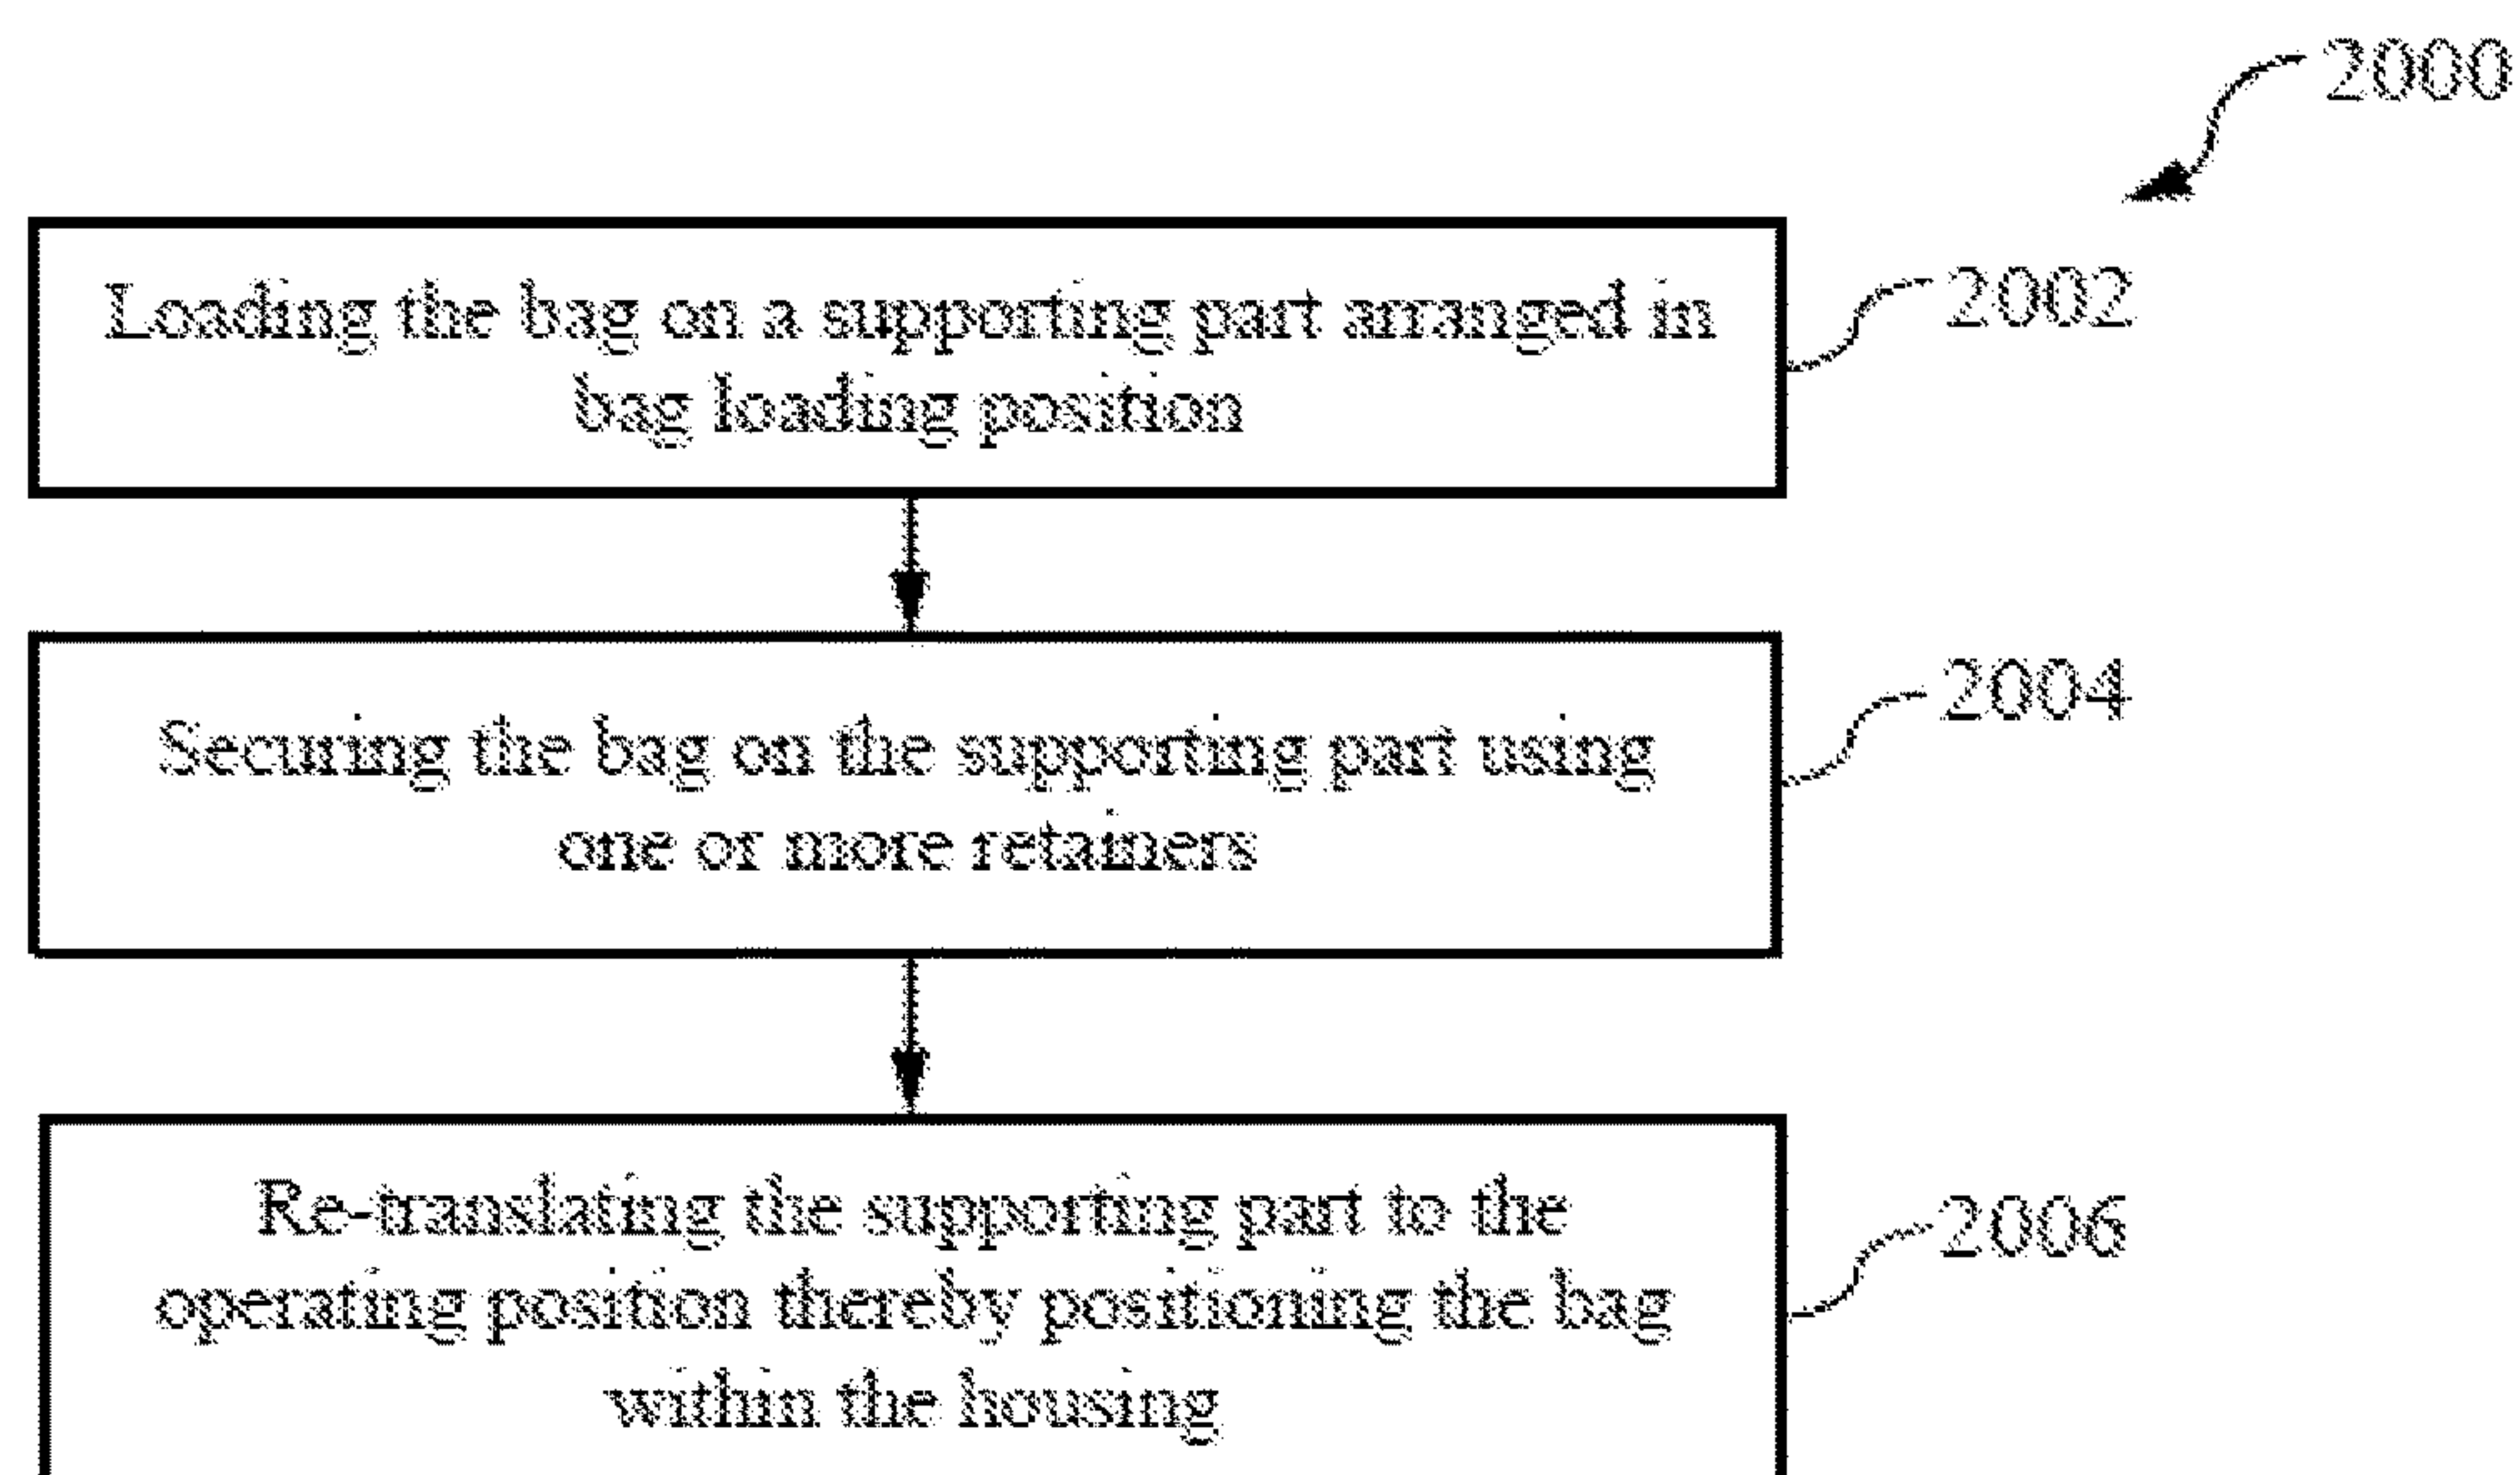 2000
Loading the bag on a supporting part arranged in
bag loading position
2002
Securing the bag on the supporting part using
one or more retainers
2004
Re-translating the supporting part to the
operating position thereby positioning the bag
within the housing
2006